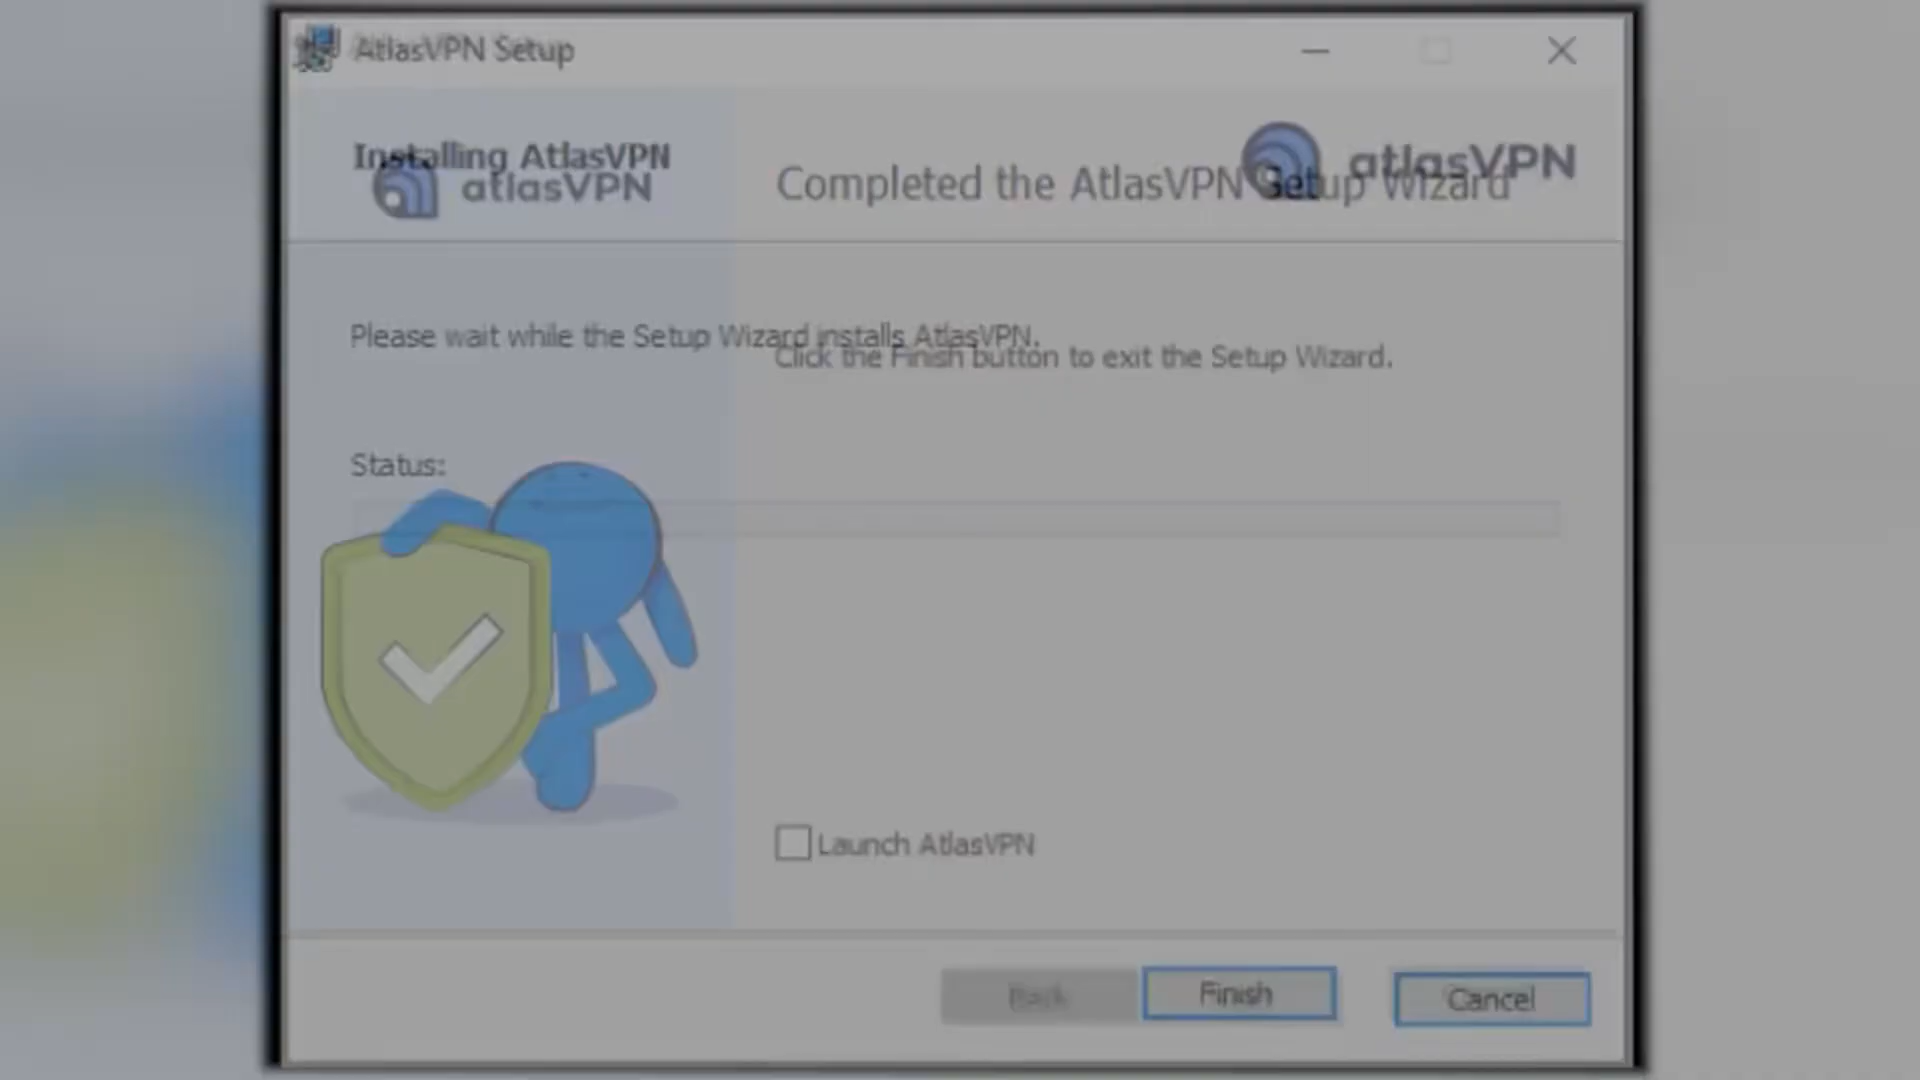 AtlasVPN Setup
Installing AtlasVPN
atlasVPN
Completed the AtlasVPN Setup Wizard
atlasVPN
Please wait while the Setup Wizard installs AtlasVPN.
Click the Finish button to exit the Setup Wizard.
Status:
Launch AtlasVPN
Back
Finish
Cancel